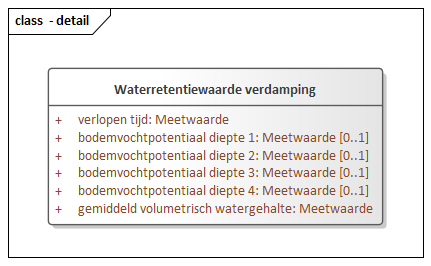 class - detail
Waterretentiewaarde verdamping
+ verlopen tijd: Meetwaarde
+ bodemvochtpotentiaal diepte 1: Meetwaarde [0..1]
+ bodemvochtpotentiaal diepte 2: Meetwaarde [0..1]
+ bodemvochtpotentiaal diepte 3: Meetwaarde [0..1]
+ bodemvochtpotentiaal diepte 4: Meetwaarde [0..1]
+ gemiddeld volumetrisch watergehalte: Meetwaarde